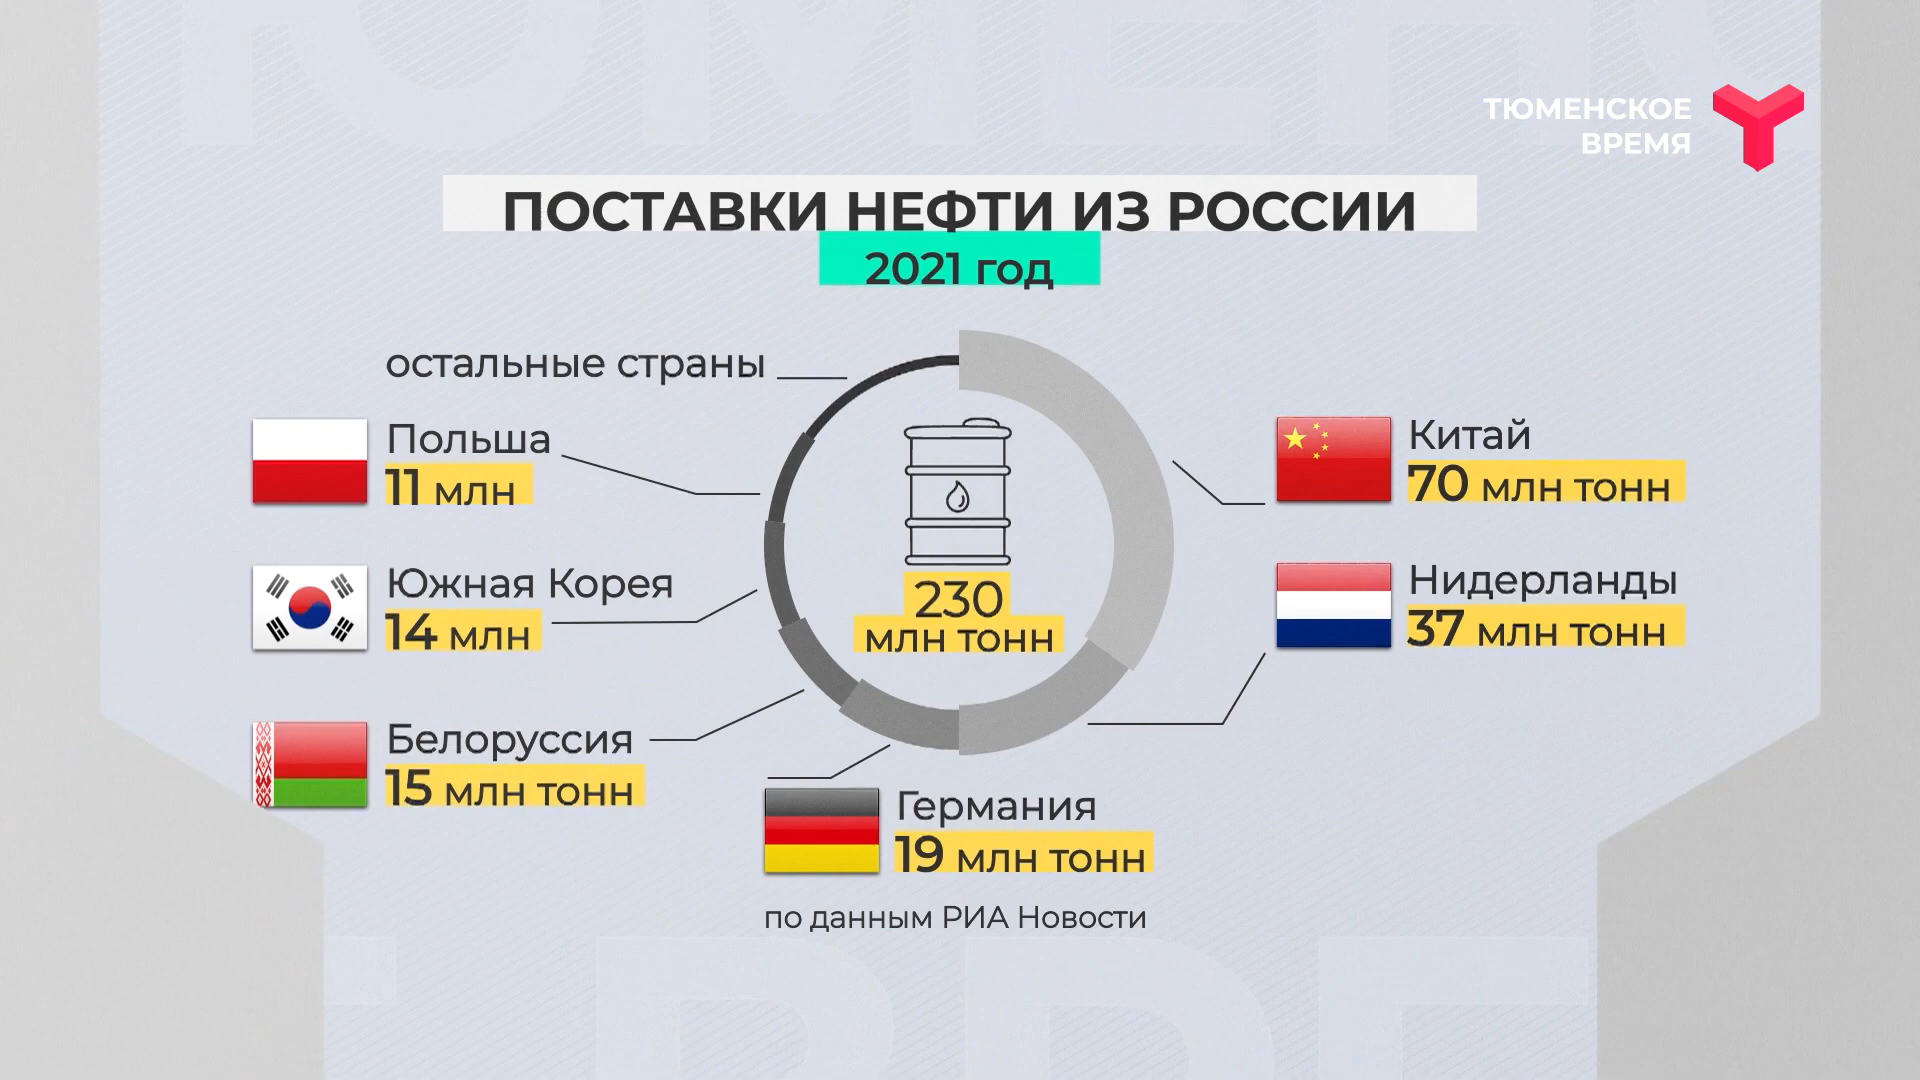 ТЮМЕНСКОЕ
ВРЕМЯ
ПОСТАВКИ НЕФТИ ИЗ РОССИИ
2021 год
остальные страны
Польша
11 млн
Южная Корея
14 млн
Белоруссия
15 млн тонн
230
млн тонн
Китай
70 млн тонн
Нидерланды
37 млн тонн
Германия
19 млн тонн
по данным РИА Новости